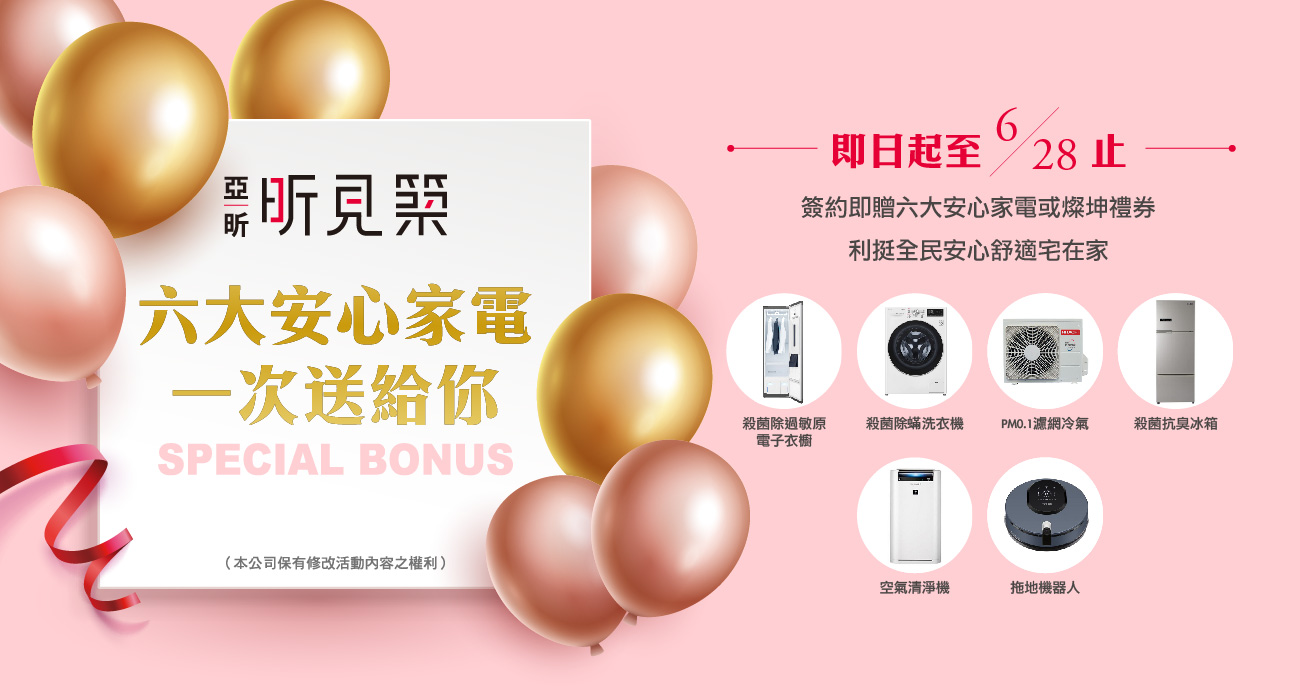 亞昕 昕見築
六大安心家電
一次送給你
SPECIAL BONUS
（本公司保有修改活動內容之權利）
即日起至 6/28 止
簽約即贈六大安心家電或燦坤禮券
利挺全民安心舒適宅在家
HITACHI
殺菌除過敏原
電子衣櫥
殺菌除蟎洗衣機
PM0.1濾網冷氣
殺菌抗臭冰箱
空氣清淨機
拖地機器人